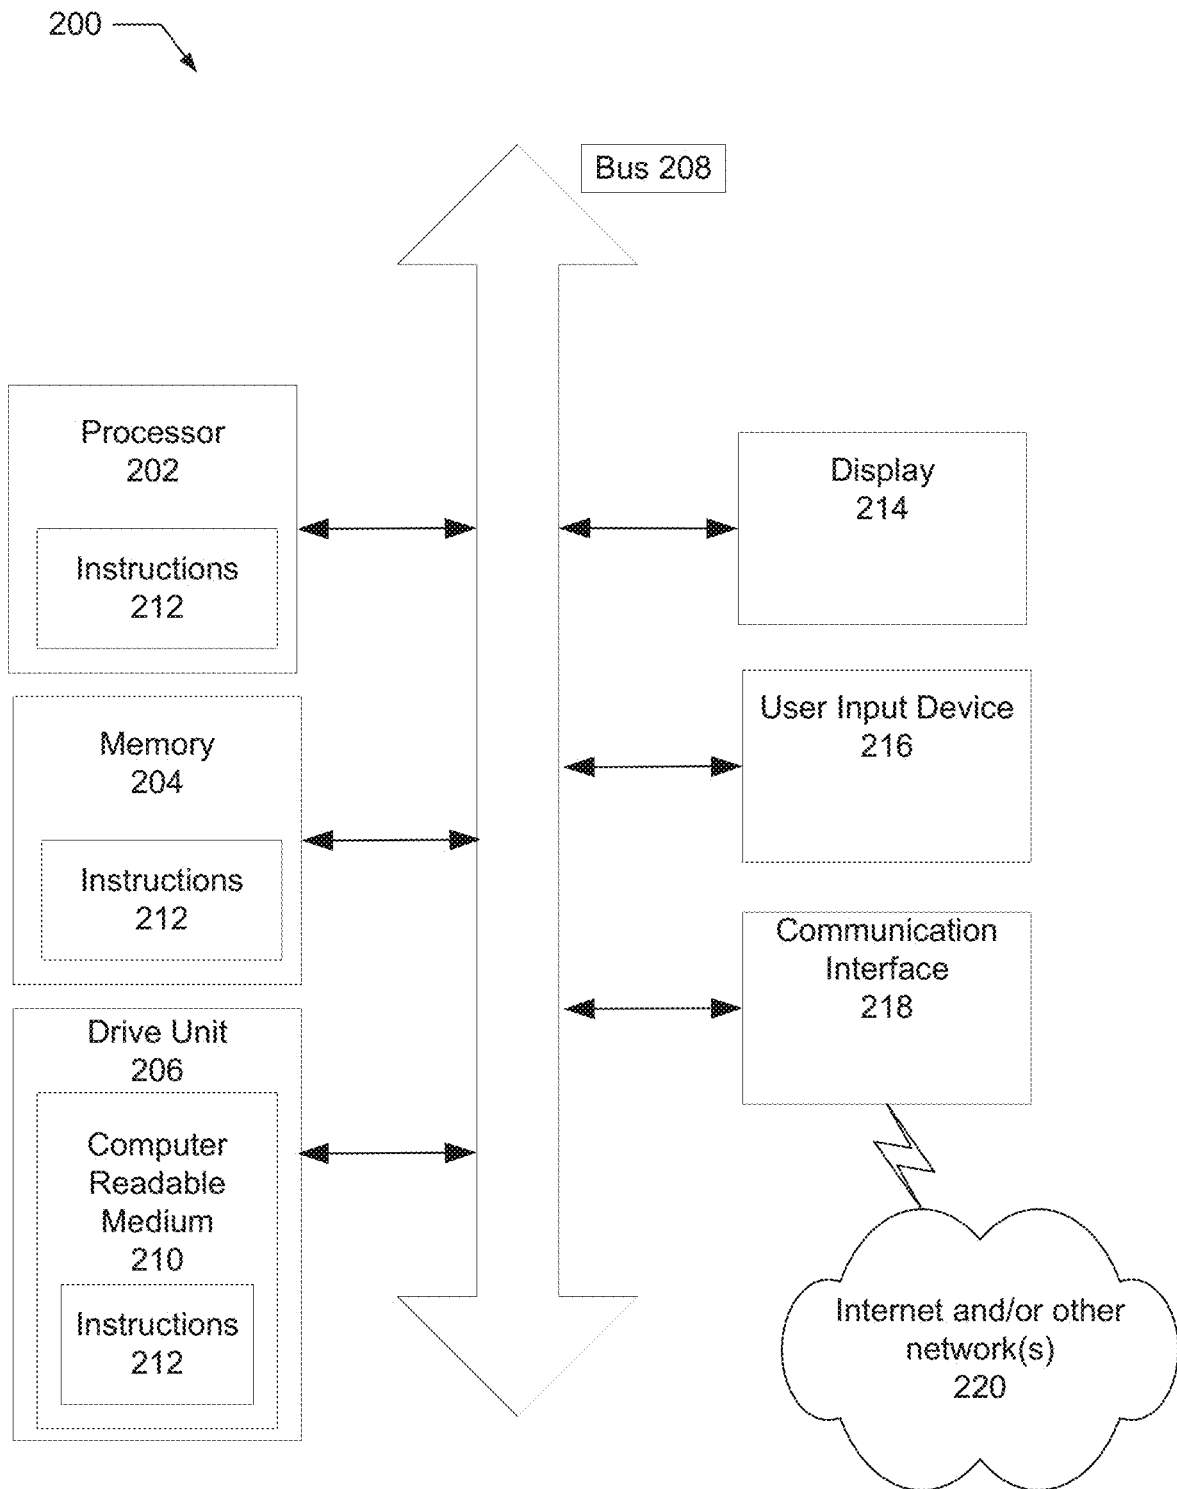 200
Bus 208
Processor
202
Instructions
212
Memory
204
Instructions
212
Drive Unit
206
Computer
Readable
Medium
210
Instructions
212
Display
214
User Input Device
216
Communication
Interface
218
Internet and/or other
network(s)
220